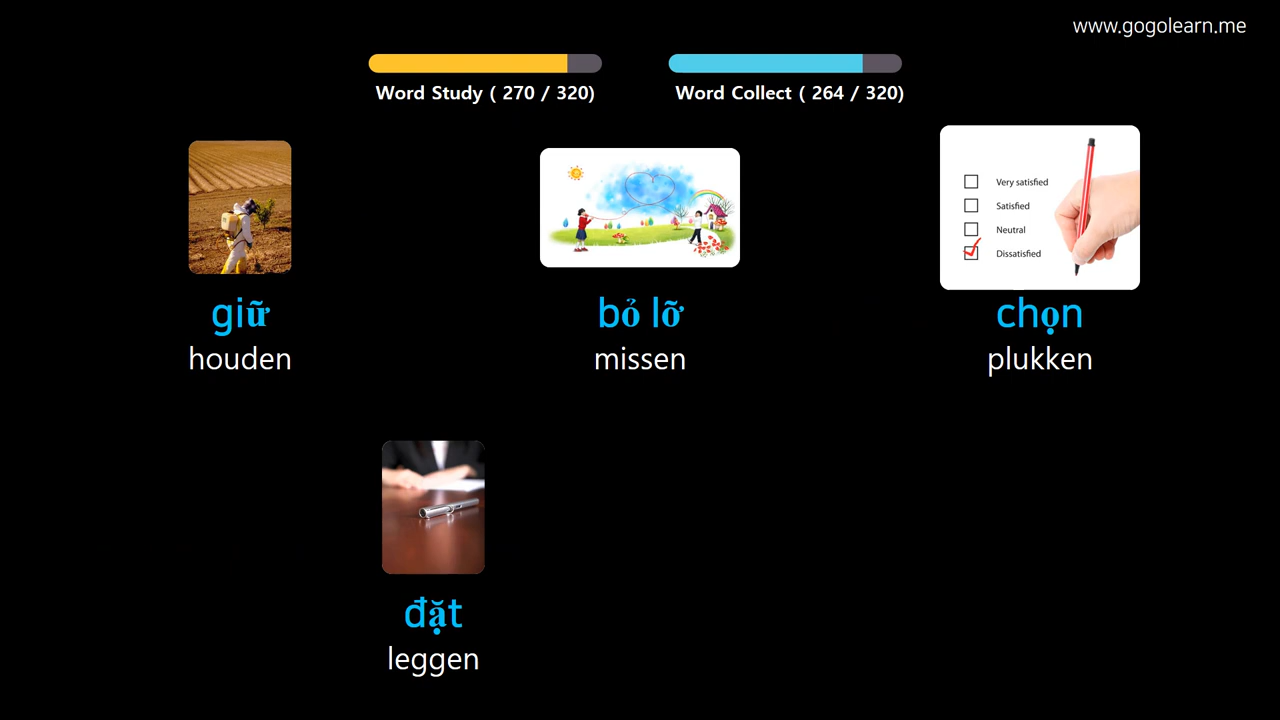 www.gogolearn.me
Word Study ( 270 / 320)
Word Collect ( 264 / 320)
Very satisfied
Satisfied
Neutral
Dissatisfied
giữ
houden
bỏ lỡ
missen
chọn
plukken
đặt
leggen